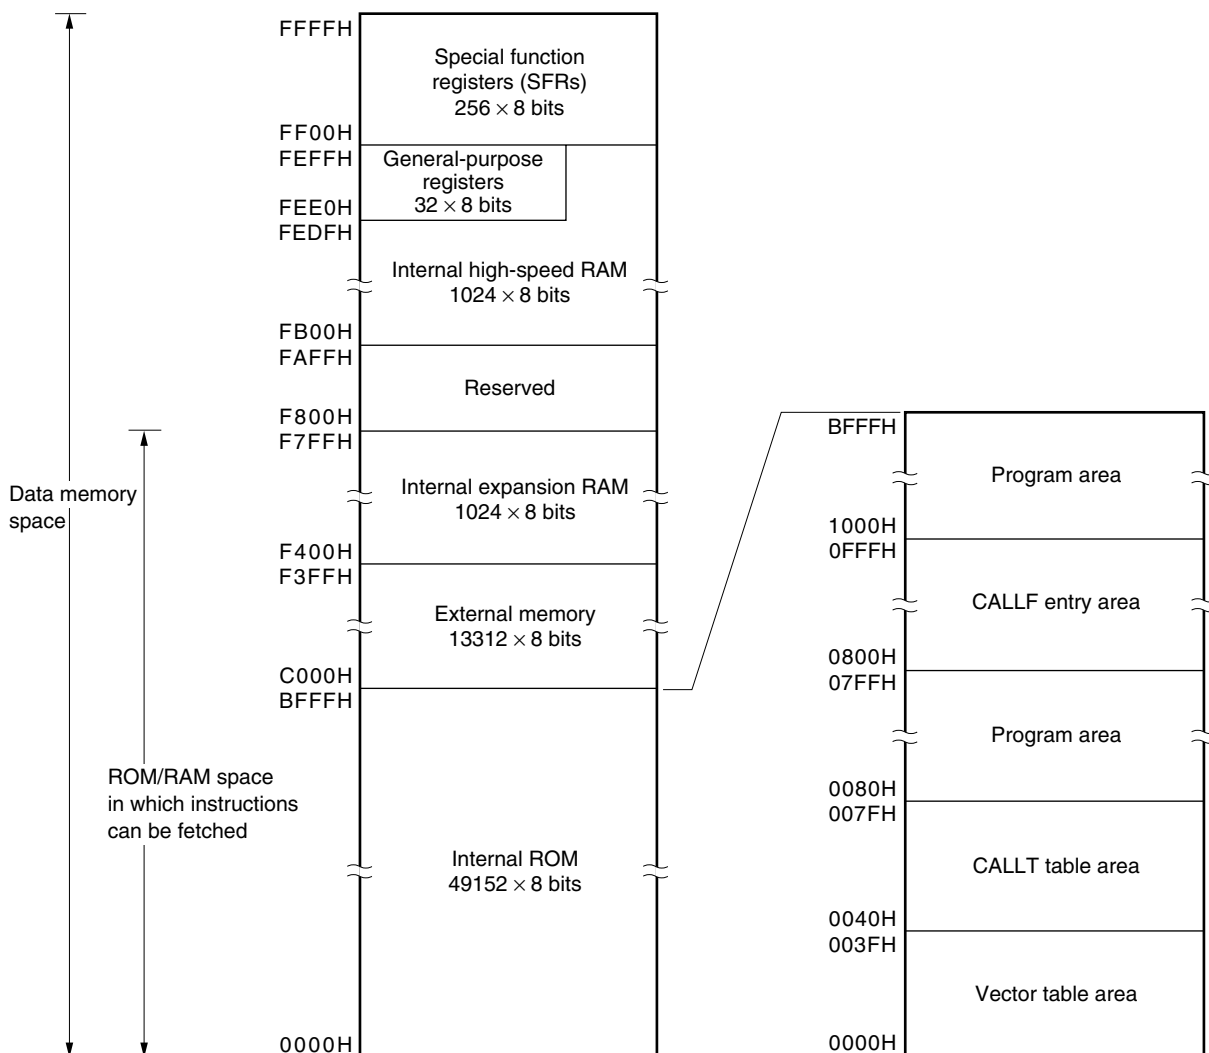 FFFFH
Special function
registers (SFRs)
256 × 8 bits
FF00H
FEFFH
General-purpose
registers
32 × 8 bits
FEE0H
FEDFH
Internal high-speed RAM
1024 × 8 bits
FB00H
FAFFH
Reserved
F800H
F7FFH
Data memory
space
Internal expansion RAM
1024 × 8 bits
F400H
F3FFH
External memory
13312 × 8 bits
C000H
BFFFH
ROM/RAM space
in which instructions
can be fetched
Internal ROM
49152 × 8 bits
0000H
BFFFH
Program area
1000H
0FFFH
CALLF entry area
0800H
07FFH
Program area
0080H
007FH
CALLT table area
0040H
003FH
Vector table area
0000H